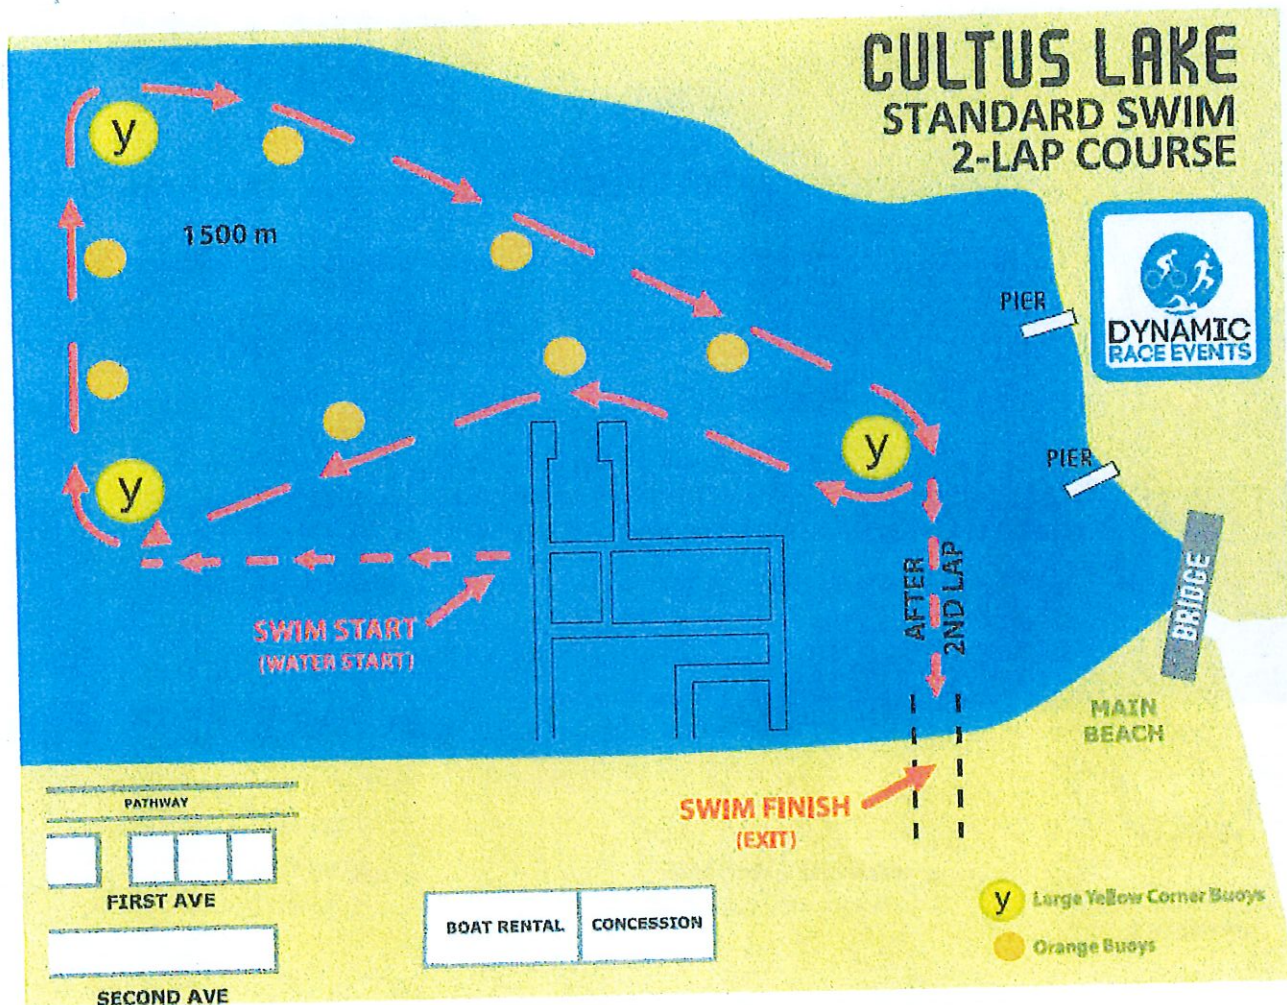 CULTUS LAKE
STANDARD SWIM
2-LAP COURSE
y
1500 m
PIER
DYNAMIC
RACE EVENTS
y
PIER
y
AFTER
2ND LAP
BRIDGE
SWIM START
(WATER START)
MAIN
BEACH
PATHWAY
SWIM FINISH
(EXIT)
FIRST AVE
BOAT RENTAL
CONCESSION
y Large Yellow Corner Buoys
Orange Buoys
SECOND AVE